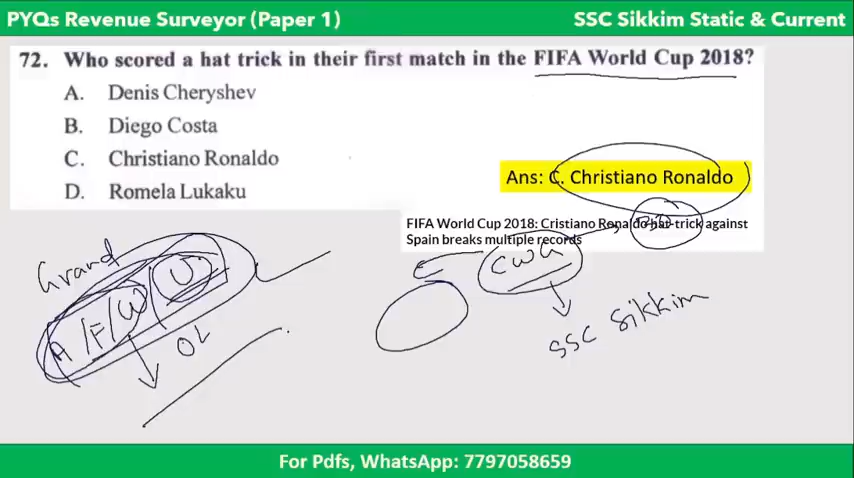 PYQs Revenue Surveyor (Paper 1)
SSC Sikkim Static & Current
72. Who scored a hat trick in their first match in the FIFA World Cup 2018?
A. Denis Cheryshev
B. Diego Costa
C. Christiano Ronaldo
D. Romela Lukaku
Ans: C. Christiano Ronaldo
FIFA World Cup 2018: Cristiano Ronaldo hat-trick against
Spain breaks multiple records
Grand
A/F/W U
OL
CWG
SSC Sikkim
For Pdfs, WhatsApp: 7797058659